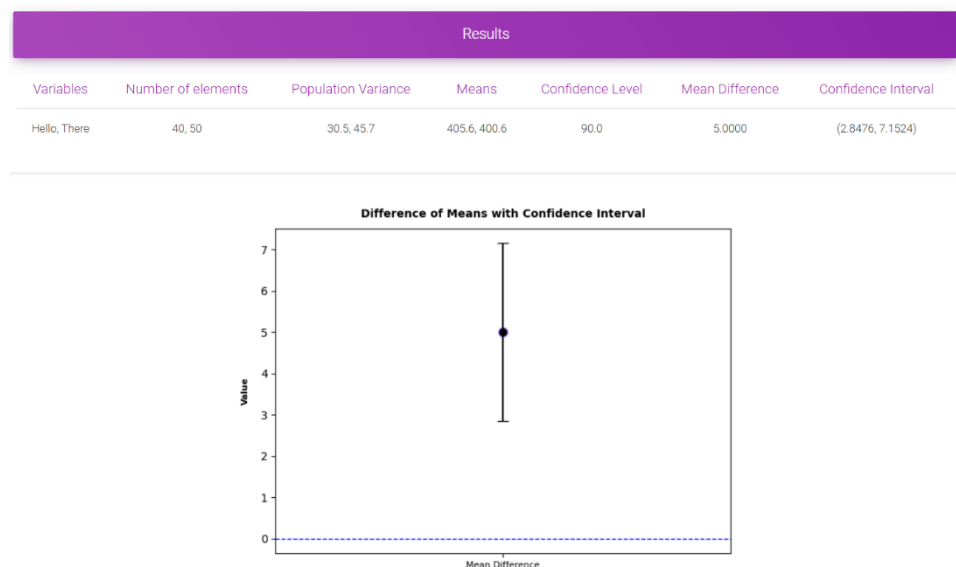 Results
Variables Number of elements Population Variance Means Confidence Level Mean Difference Confidence Interval
Hello, There 40, 50 30.5, 45.7 405.6, 400.6 90.0 5.0000 (2.8476, 7.1524)
Difference of Means with Confidence Interval
7
6
5
4
3
2
1
0
Value
Mean Difference